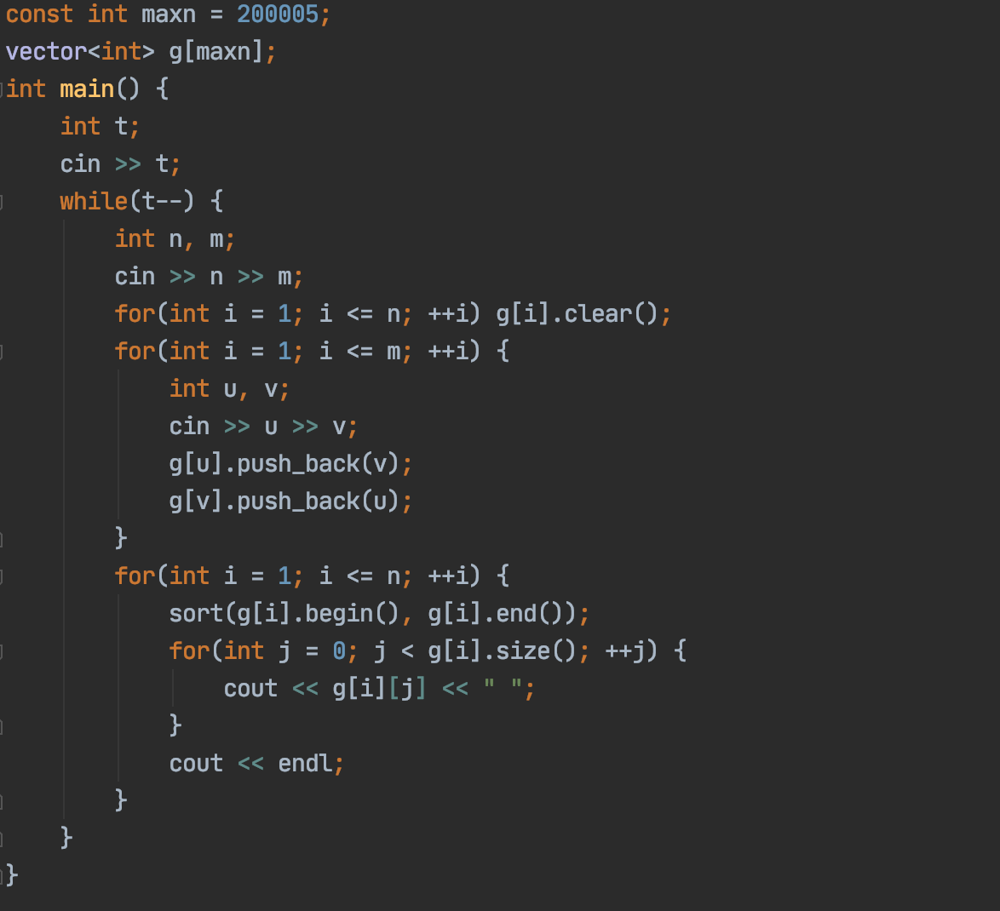 const int maxn = 200005;
vector<int> g[maxn];
int main() {
    int t;
    cin >> t;
    while(t--) {
        int n, m;
        cin >> n >> m;
        for(int i = 1; i <= n; ++i) g[i].clear();
        for(int i = 1; i <= m; ++i) {
            int u, v;
            cin >> u >> v;
            g[u].push_back(v);
            g[v].push_back(u);
        }
        for(int i = 1; i <= n; ++i) {
            sort(g[i].begin(), g[i].end());
            for(int j = 0; j < g[i].size(); ++j) {
                cout << g[i][j] << " ";
            }
            cout << endl;
        }
    }
}